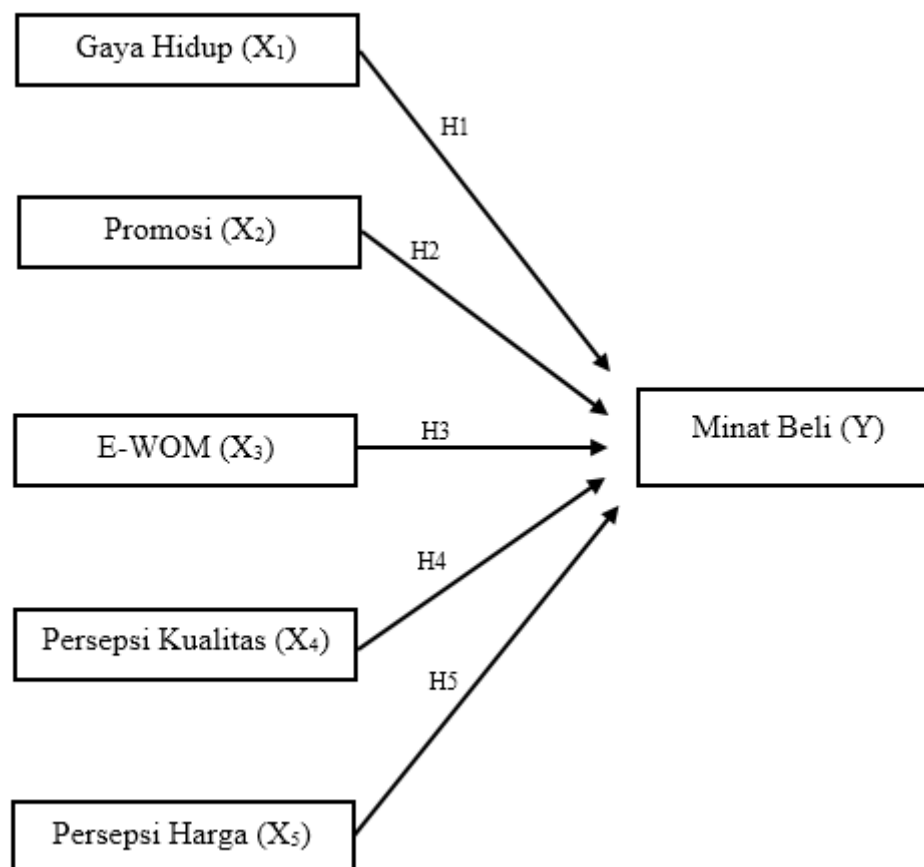 Gaya Hidup (X₁)
H1
Promosi (X₂)
H2
E-WOM (X₃)
H3
Minat Beli (Y)
H4
Persepsi Kualitas (X₄)
H5
Persepsi Harga (X₅)